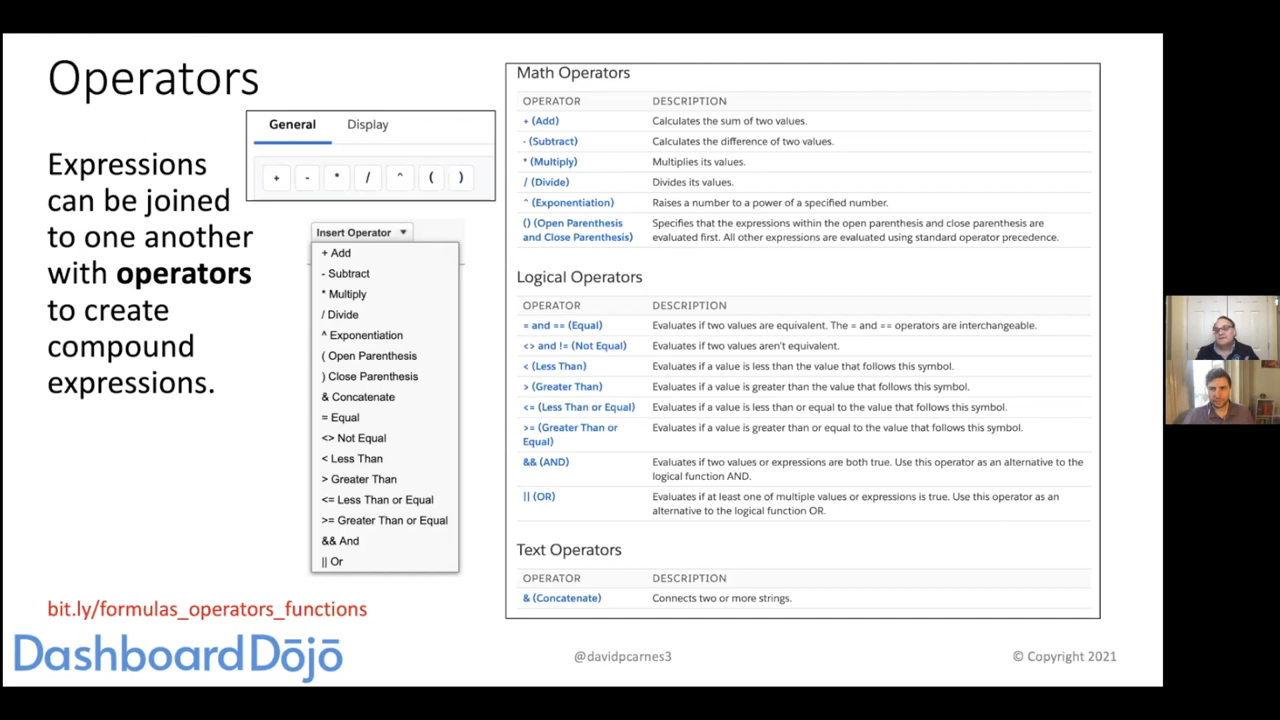 Operators
Expressions
can be joined
to one another
with operators
to create
compound
expressions.
General Display
+ - * / ^ ( )
Insert Operator ▼
+ Add
- Subtract
* Multiply
/ Divide
^ Exponentiation
( Open Parenthesis
) Close Parenthesis
& Concatenate
= Equal
<> Not Equal
< Less Than
> Greater Than
<= Less Than or Equal
>= Greater Than or Equal
&& And
|| Or
Math Operators
OPERATOR DESCRIPTION
+ (Add) Calculates the sum of two values.
- (Subtract) Calculates the difference of two values.
* (Multiply) Multiplies its values.
/ (Divide) Divides its values.
^ (Exponentiation) Raises a number to a power of a specified number.
() (Open Parenthesis Specifies that the expressions within the open parenthesis and close parenthesis are
and Close Parenthesis) evaluated first. All other expressions are evaluated using standard operator precedence.
Logical Operators
OPERATOR DESCRIPTION
= and == (Equal) Evaluates if two values are equivalent. The = and == operators are interchangeable.
<> and != (Not Equal) Evaluates if two values aren't equivalent.
< (Less Than) Evaluates if a value is less than the value that follows this symbol.
> (Greater Than) Evaluates if a value is greater than the value that follows this symbol.
<= (Less Than or Equal) Evaluates if a value is less than or equal to the value that follows this symbol.
>= (Greater Than or Evaluates if a value is greater than or equal to the value that follows this symbol.
Equal)
&& (AND) Evaluates if two values or expressions are both true. Use this operator as an alternative to the
logical function AND.
|| (OR) Evaluates if at least one of multiple values or expressions is true. Use this operator as an
alternative to the logical function OR.
Text Operators
OPERATOR DESCRIPTION
& (Concatenate) Connects two or more strings.
bit.ly/formulas_operators_functions
DashboardDōjō
@davidpcarnes3
© Copyright 2021